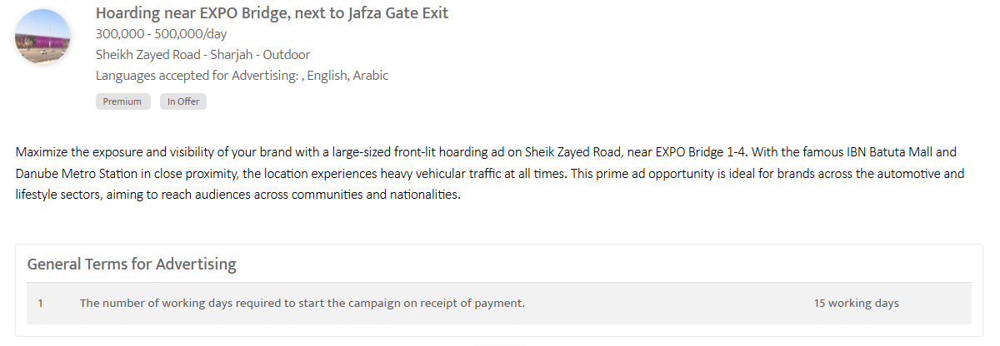 Hoarding near EXPO Bridge, next to Jafza Gate Exit
300,000 - 500,000/day
Sheikh Zayed Road - Sharjah - Outdoor
Languages accepted for Advertising: , English, Arabic
Premium In Offer
Maximize the exposure and visibility of your brand with a large-sized front-lit hoarding ad on Sheik Zayed Road, near EXPO Bridge 1-4. With the famous IBN Batuta Mall and
Danube Metro Station in close proximity, the location experiences heavy vehicular traffic at all times. This prime ad opportunity is ideal for brands across the automotive and
lifestyle sectors, aiming to reach audiences across communities and nationalities.
General Terms for Advertising
1 The number of working days required to start the campaign on receipt of payment. 15 working days